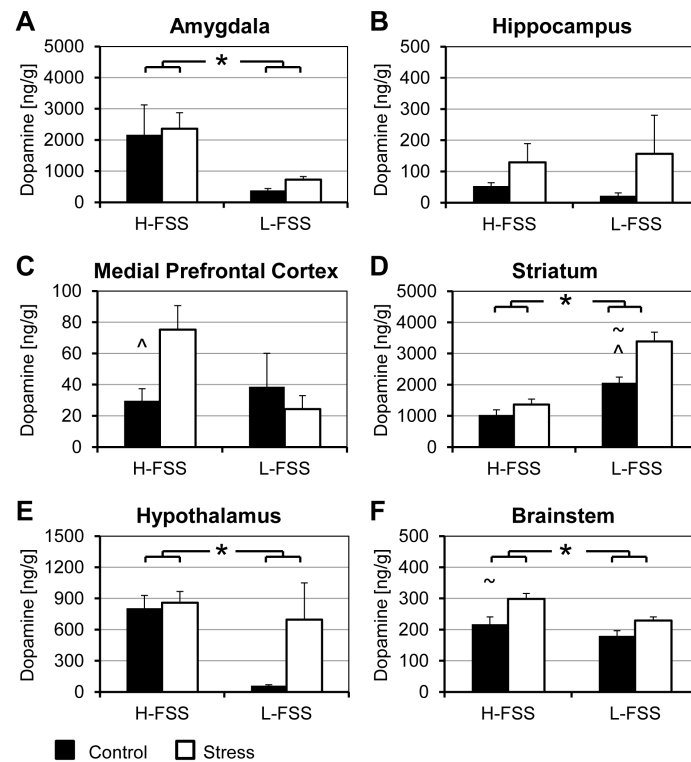 A Amygdala
Dopamine [ng/g]
5000
4000
3000
2000
1000
0
*
H-FSS L-FSS
B Hippocampus
Dopamine [ng/g]
500
400
300
200
100
0
H-FSS L-FSS
C Medial Prefrontal Cortex
Dopamine [ng/g]
100
80
60
40
20
0
^
H-FSS L-FSS
D Striatum
Dopamine [ng/g]
5000
4000
3000
2000
1000
0
*
~
^
H-FSS L-FSS
E Hypothalamus
Dopamine [ng/g]
1500
1200
900
600
300
0
*
H-FSS L-FSS
F Brainstem
Dopamine [ng/g]
500
400
300
200
100
0
*
~
H-FSS L-FSS
Control Stress